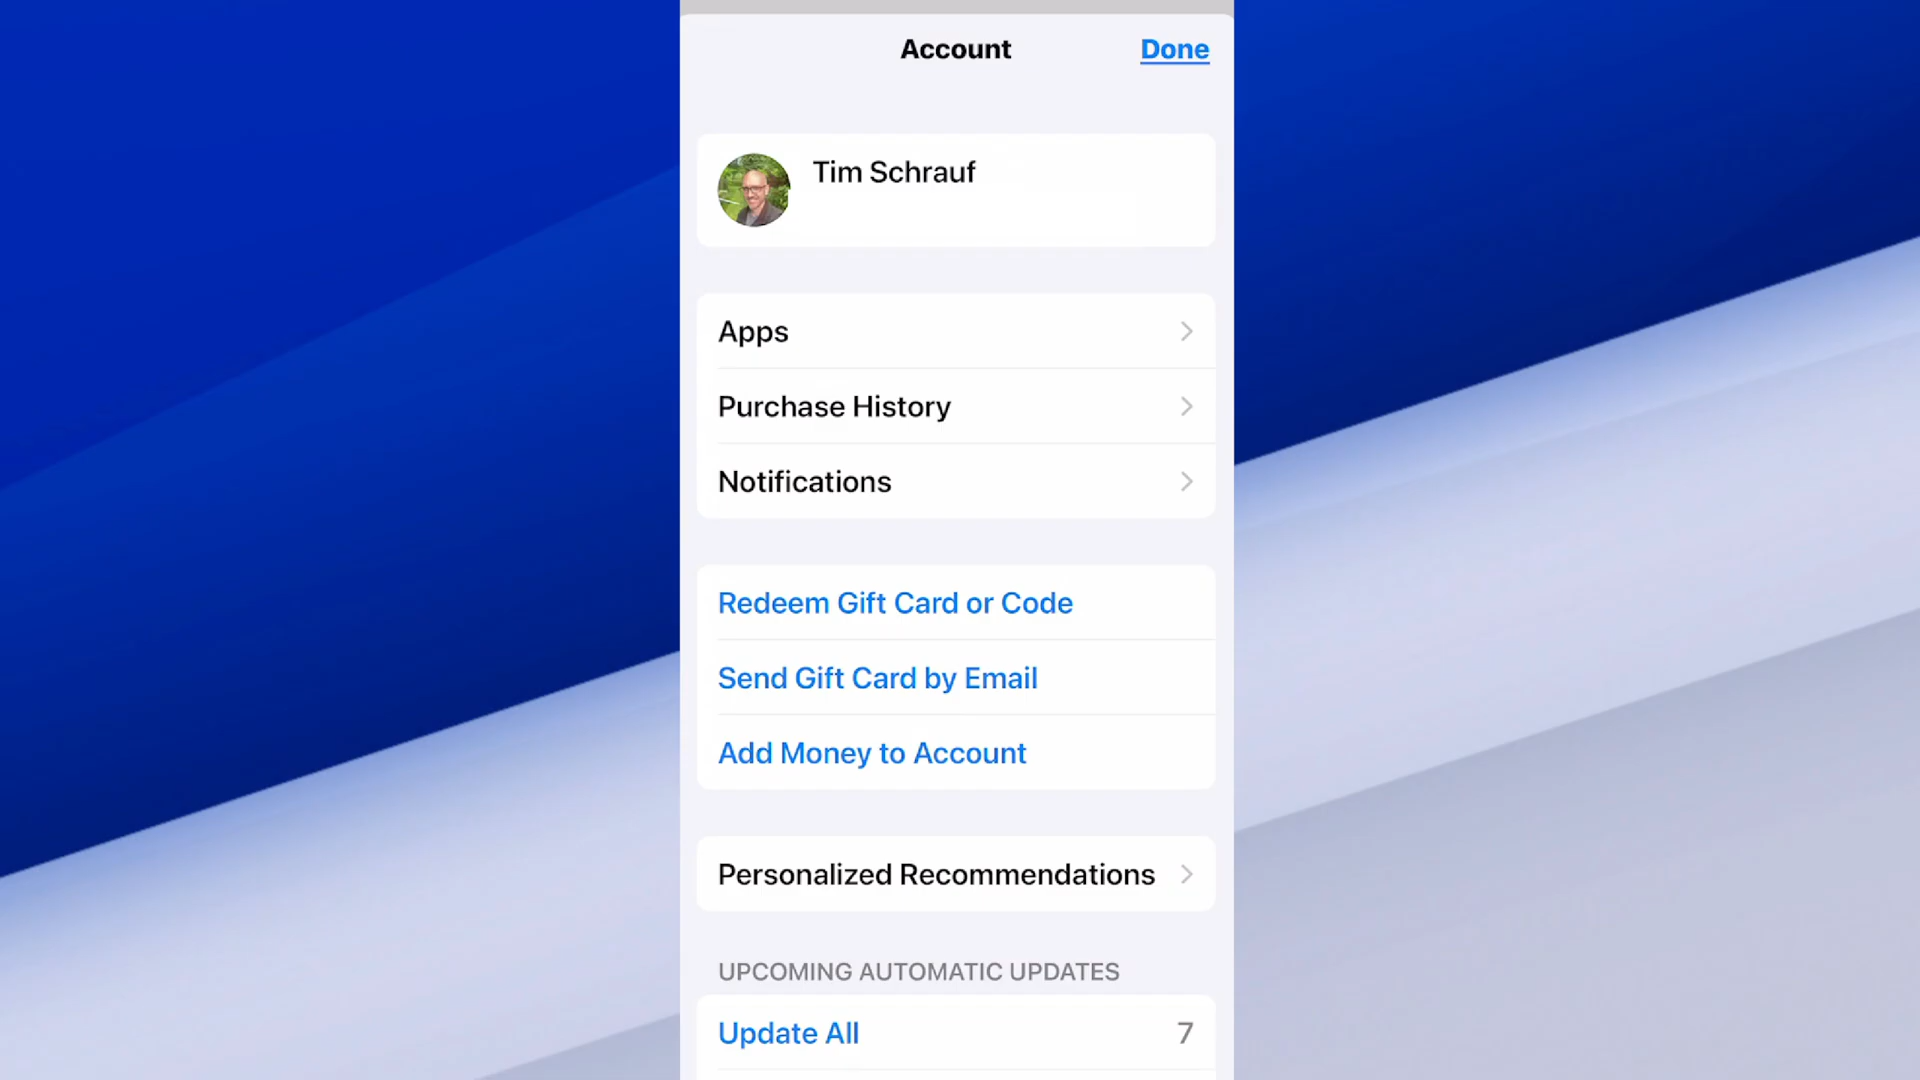 Account
Done
Tim Schrauf
Apps
Purchase History
Notifications
Redeem Gift Card or Code
Send Gift Card by Email
Add Money to Account
Personalized Recommendations
UPCOMING AUTOMATIC UPDATES
Update All
7